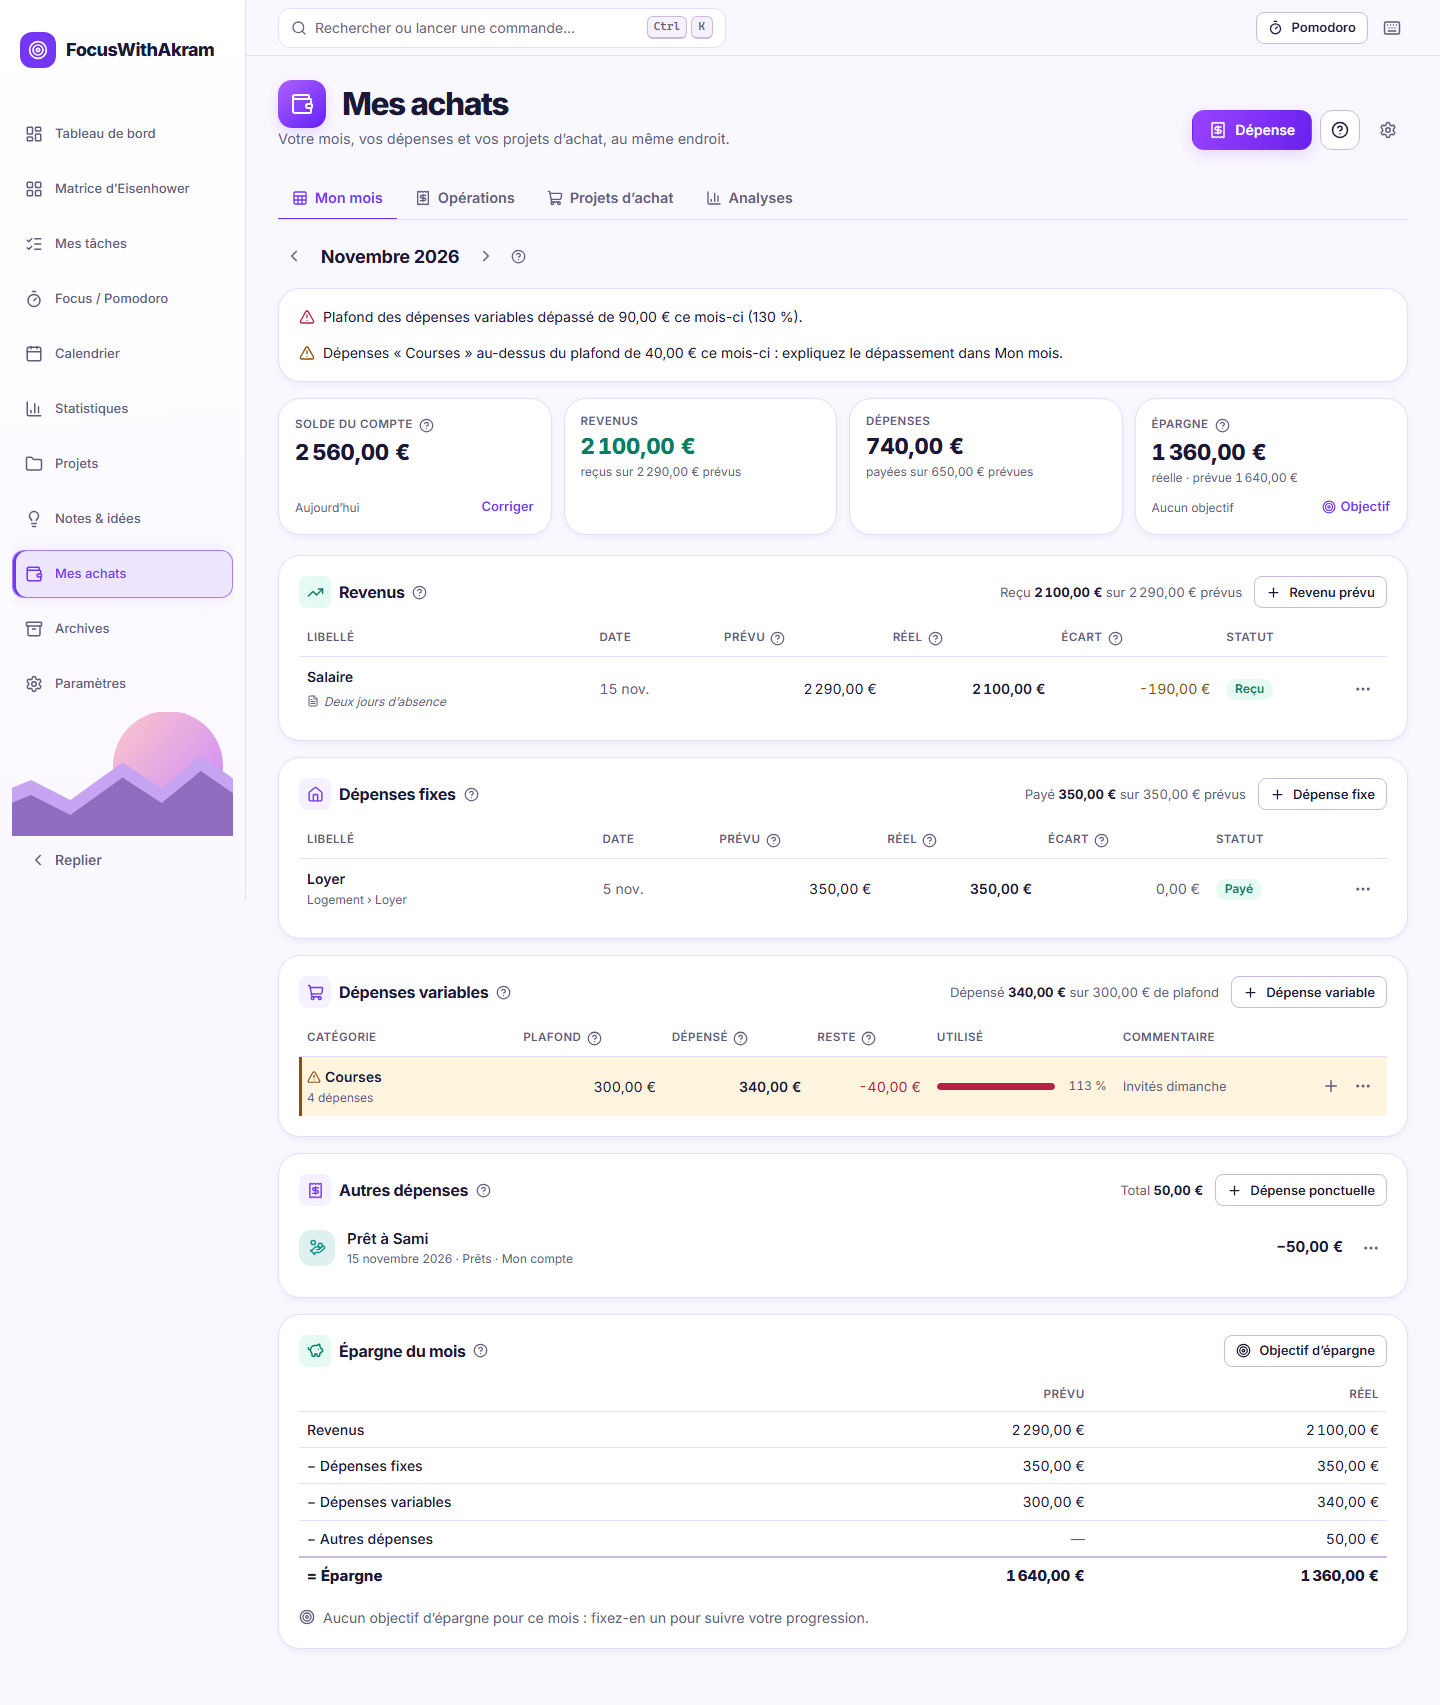 FocusWithAkram
Rechercher ou lancer une commande...
Ctrl K
Pomodoro
Tableau de bord
Matrice d’Eisenhower
Mes tâches
Focus / Pomodoro
Calendrier
Statistiques
Projets
Notes & idées
Mes achats
Archives
Paramètres
Replier
Mes achats
Votre mois, vos dépenses et vos projets d’achat, au même endroit.
Dépense
Mon mois
Opérations
Projets d’achat
Analyses
Novembre 2026
Plafond des dépenses variables dépassé de 90,00 € ce mois-ci (130 %).
Dépenses « Courses » au-dessus du plafond de 40,00 € ce mois-ci : expliquez le dépassement dans Mon mois.
SOLDE DU COMPTE
2 560,00 €
Aujourd’hui
Corriger
REVENUS
2 100,00 €
reçus sur 2 290,00 € prévus
DÉPENSES
740,00 €
payées sur 650,00 € prévues
ÉPARGNE
1 360,00 €
réelle · prévue 1 640,00 €
Aucun objectif
Objectif
Revenus
Reçu 2 100,00 € sur 2 290,00 € prévus
Revenu prévu
LIBELLÉ DATE PRÉVU RÉEL ÉCART STATUT
Salaire
Deux jours d’absence
15 nov. 2 290,00 € 2 100,00 € -190,00 € Reçu
Dépenses fixes
Payé 350,00 € sur 350,00 € prévus
Dépense fixe
LIBELLÉ DATE PRÉVU RÉEL ÉCART STATUT
Loyer
Logement › Loyer
5 nov. 350,00 € 350,00 € 0,00 € Payé
Dépenses variables
Dépensé 340,00 € sur 300,00 € de plafond
Dépense variable
CATÉGORIE PLAFOND DÉPENSÉ RESTE UTILISÉ COMMENTAIRE
Courses
4 dépenses
300,00 € 340,00 € -40,00 € 113 % Invités dimanche
Autres dépenses
Total 50,00 €
Dépense ponctuelle
Prêt à Sami
15 novembre 2026 · Prêts · Mon compte
−50,00 €
Épargne du mois
Objectif d’épargne
PRÉVU RÉEL
Revenus 2 290,00 € 2 100,00 €
− Dépenses fixes 350,00 € 350,00 €
− Dépenses variables 300,00 € 340,00 €
− Autres dépenses — 50,00 €
= Épargne 1 640,00 € 1 360,00 €
Aucun objectif d’épargne pour ce mois : fixez-en un pour suivre votre progression.